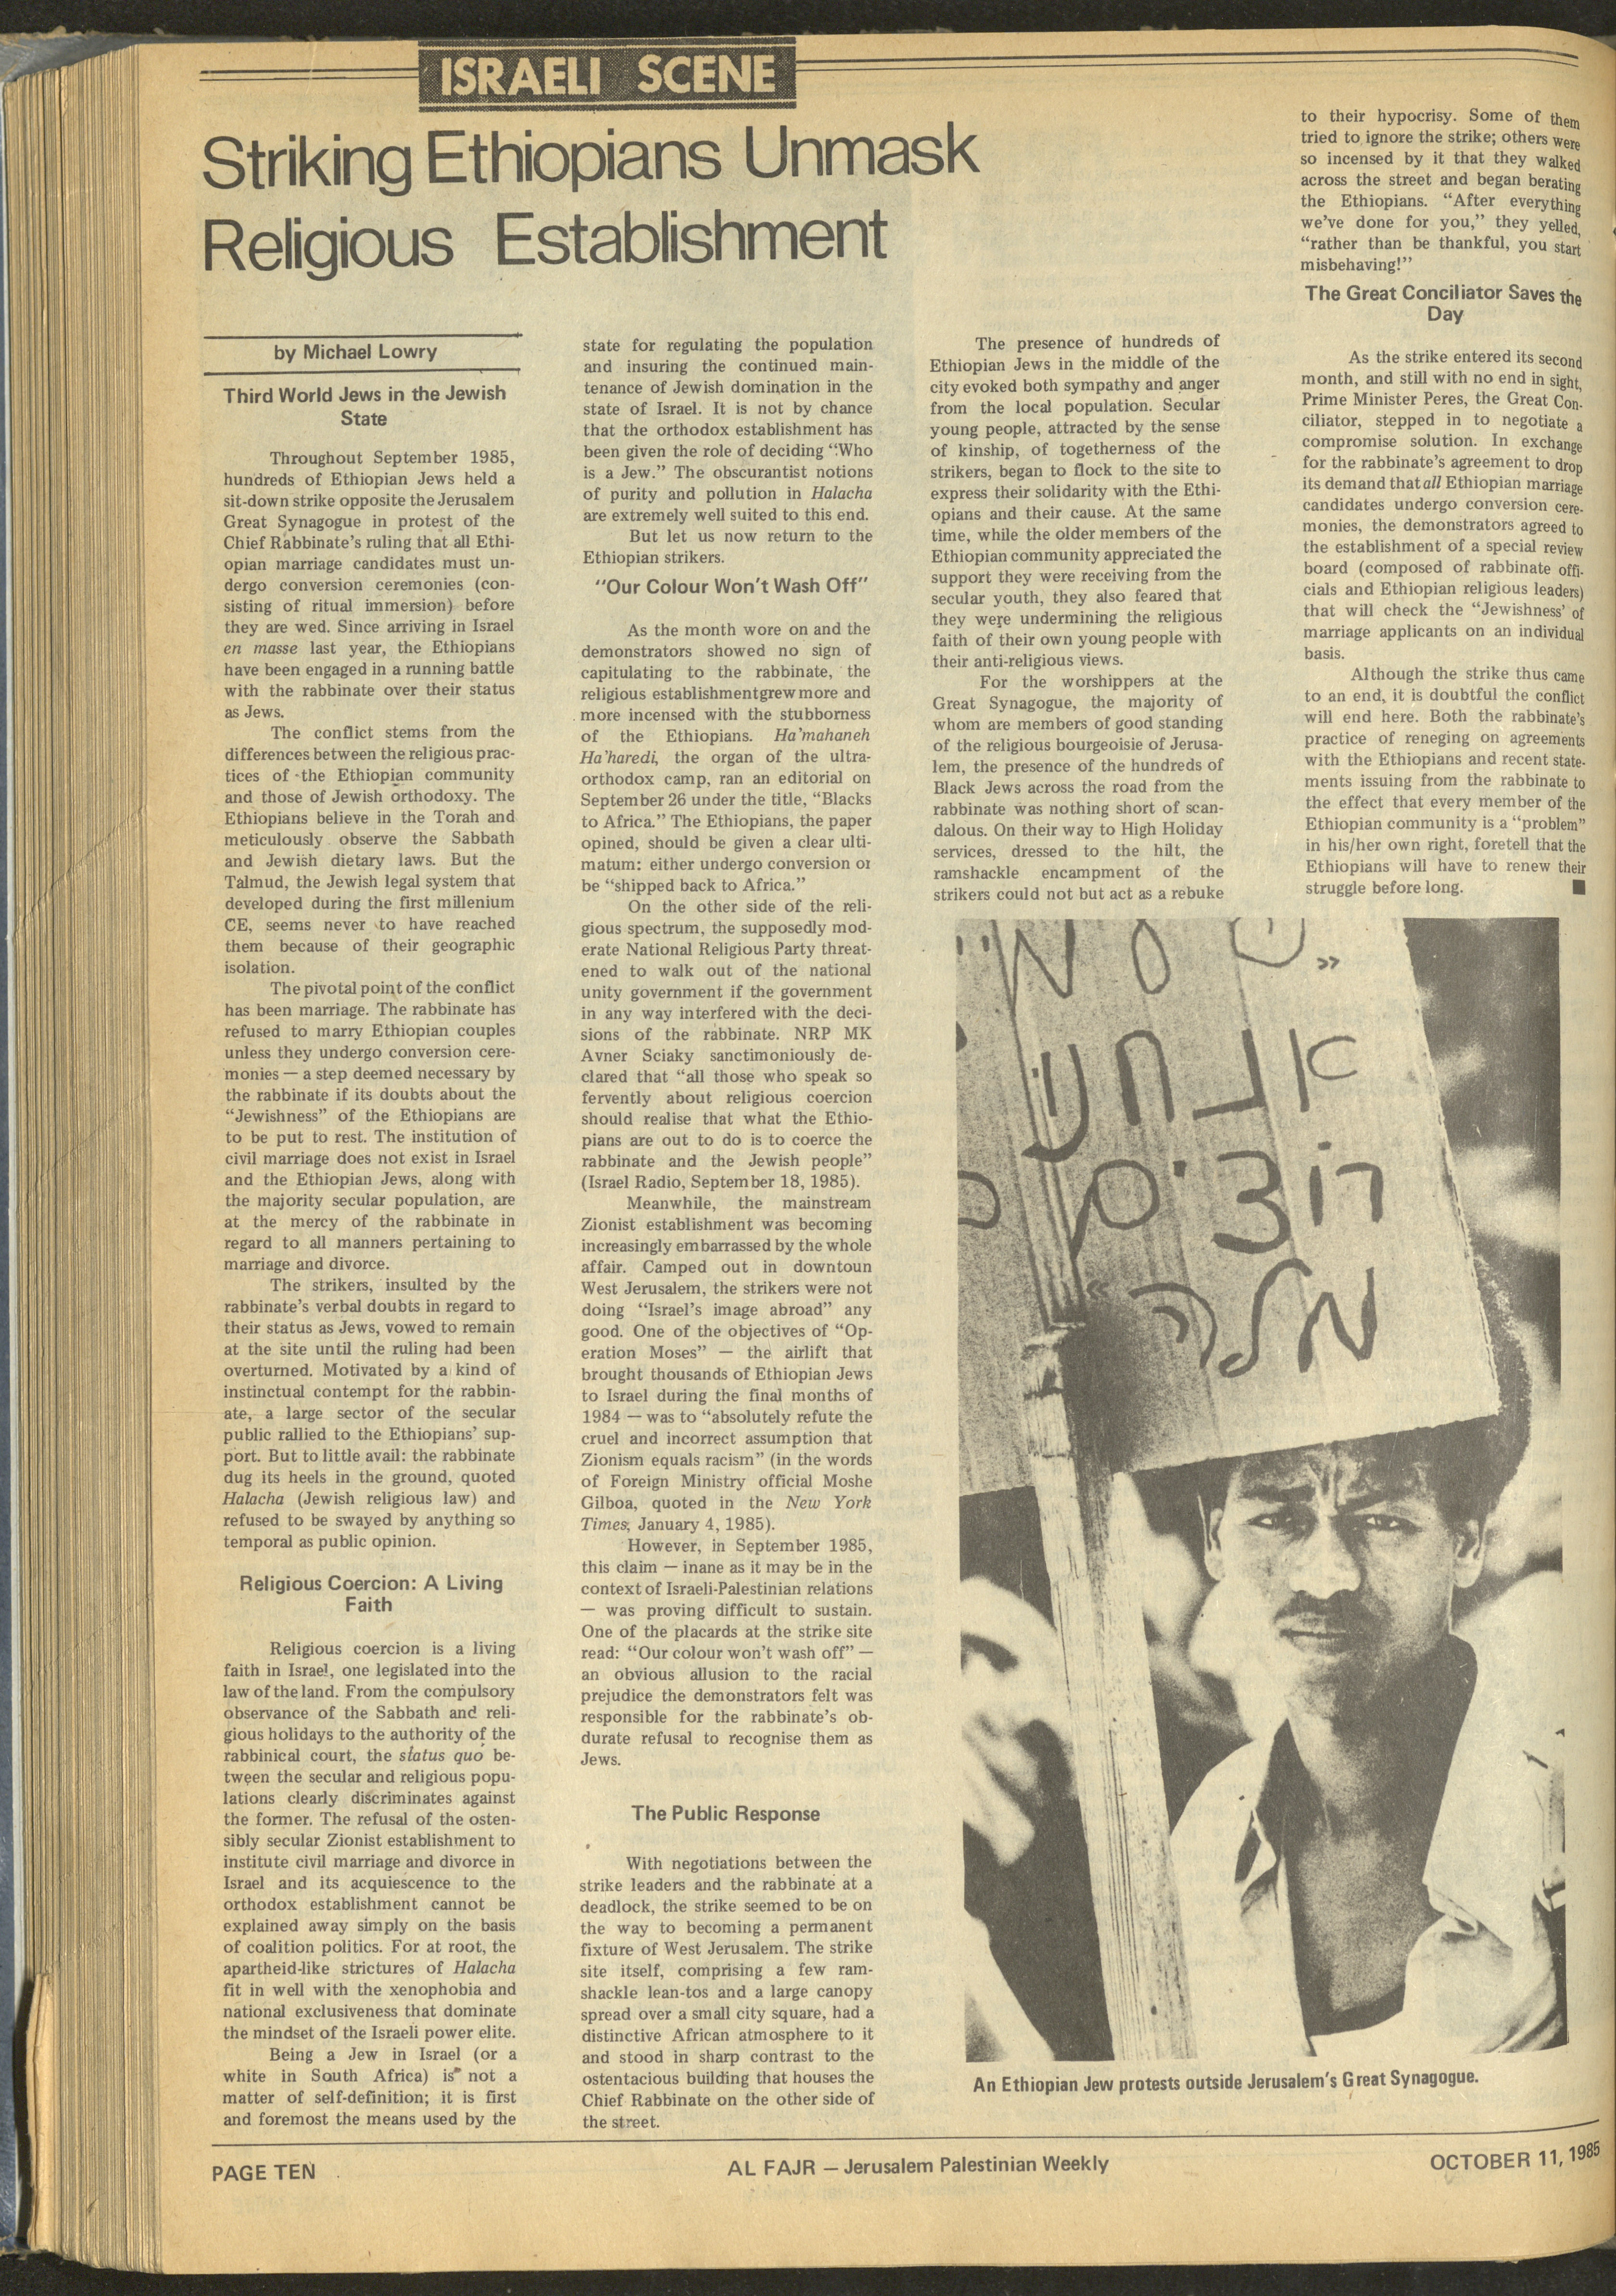 ISRAELI SCENE
Striking Ethiopians Unmask
Religious Establishment
by Michael Lowry
Third World Jews in the Jewish
State
Throughout September 1985,
hundreds of Ethiopian Jews held a
sit-down strike opposite the Jerusalem
Great Synagogue in protest of the
Chief Rabbinate's ruling that all Ethi-
opian marriage candidates must un-
dergo conversion ceremonies (con-
sisting of ritual immersion) before
they are wed. Since arriving in Israel
en masse last year, the Ethiopians
have been engaged in a running battle
with the rabbinate over their status
as Jews.
The conflict stems from the
differences between the religious prac-
tices of the Ethiopian community
and those of Jewish orthodoxy. The
Ethiopians believe in the Torah and
meticulously observe the Sabbath
and Jewish dietary laws. But the
Talmud, the Jewish legal system that
developed during the first millenium
CE, seems never to have reached
them because of their geographic
isolation.
The pivotal point of the conflict
has been marriage. The rabbinate has
refused to marry Ethiopian couples
unless they undergo conversion cere-
monies — a step deemed necessary by
the rabbinate if its doubts about the
“Jewishness” of the Ethiopians are
to be put to rest. The institution of
civil marriage does not exist in Israel
and the Ethiopian Jews, along with
the majority secular population, are
at the mercy of the rabbinate in
regard to all manners pertaining to
marriage and divorce.
The strikers, insulted by the
rabbinate's verbal doubts in regard to
their status as Jews, vowed to remain
at the site until the ruling had been
overturned. Motivated by a kind of
instinctual contempt for the rabbin-
ate, a large sector of the secular
public rallied to the Ethiopians' sup-
port. But to little avail: the rabbinate
dug its heels in the ground, quoted
Halacha (Jewish religious law) and
refused to be swayed by anything so
temporal as public opinion.
Religious Coercion: A Living
Faith
Religious coercion is a living
faith in Israel, one legislated into the
law of the land. From the compulsory
observance of the Sabbath and reli-
gious holidays to the authority of the
rabbinical court, the status quo be-
tween the secular and religious popu-
lations clearly discriminates against
the former. The refusal of the osten-
sibly secular Zionist establishment to
institute civil marriage and divorce in
Israel and its acquiescence to the
orthodox establishment cannot be
explained away simply on the basis
of coalition politics. For at root, the
apartheid-like strictures of Halacha
fit in well with the xenophobia and
national exclusiveness that dominate
the mindset of the Israeli power elite.
Being a Jew in Israel (or a
white in South Africa) is not a
matter of self-definition; it is first
and foremost the means used by the
state for regulating the population
and insuring the continued main-
tenance of Jewish domination in the
state of Israel. It is not by chance
that the orthodox establishment has
been given the role of deciding “Who
is a Jew.” The obscurantist notions
of purity and pollution in Halacha
are extremely well suited to this end.
But let us now return to the
Ethiopian strikers.
“Our Colour Won't Wash Off”
As the month wore on and the
demonstrators showed no sign of
capitulating to the rabbinate, the
religious establishment grew more and
more incensed with the stubborness
of the Ethiopians. Ha'mahaneh
Ha'haredi, the organ of the ultra-
orthodox camp, ran an editorial on
September 26 under the title, “Blacks
to Africa.” The Ethiopians, the paper
opined, should be given a clear ulti-
matum: either undergo conversion or
be “shipped back to Africa.”
On the other side of the reli-
gious spectrum, the supposedly mod-
erate National Religious Party threat-
ened to walk out of the national
unity government if the government
in any way interfered with the deci-
sions of the rabbinate. NRP MK
Avner Sciaky sanctimoniously de-
clared that “all those who speak so
fervently about religious coercion
should realise that what the Ethio-
pians are out to do is to coerce the
rabbinate and the Jewish people”
(Israel Radio, September 18, 1985).
Meanwhile, the mainstream
Zionist establishment was becoming
increasingly embarrassed by the whole
affair. Camped out in downtoun
West Jerusalem, the strikers were not
doing “Israel's image abroad” any
good. One of the objectives of “Op-
eration Moses” — the airlift that
brought thousands of Ethiopian Jews
to Israel during the final months of
1984 — was to “absolutely refute the
cruel and incorrect assumption that
Zionism equals racism” (in the words
of Foreign Ministry official Moshe
Gilboa, quoted in the New York
Times, January 4, 1985).
However, in September 1985,
this claim — inane as it may be in the
context of Israeli-Palestinian relations
— was proving difficult to sustain.
One of the placards at the strike site
read: “Our colour won't wash off” —
an obvious allusion to the racial
prejudice the demonstrators felt was
responsible for the rabbinate's ob-
durate refusal to recognise them as
Jews.
The Public Response
With negotiations between the
strike leaders and the rabbinate at a
deadlock, the strike seemed to be on
the way to becoming a permanent
fixture of West Jerusalem. The strike
site itself, comprising a few ram-
shackle lean-tos and a large canopy
spread over a small city square, had a
distinctive African atmosphere to it
and stood in sharp contrast to the
ostentacious building that houses the
Chief Rabbinate on the other side of
the street.
The presence of hundreds of
Ethiopian Jews in the middle of the
city evoked both sympathy and anger
from the local population. Secular
young people, attracted by the sense
of kinship, of togetherness of the
strikers, began to flock to the site to
express their solidarity with the Ethi-
opians and their cause. At the same
time, while the older members of the
Ethiopian community appreciated the
support they were receiving from the
secular youth, they also feared that
they were undermining the religious
faith of their own young people with
their anti-religious views.
For the worshippers at the
Great Synagogue, the majority of
whom are members of good standing
of the religious bourgeoisie of Jerusa-
lem, the presence of the hundreds of
Black Jews across the road from the
rabbinate was nothing short of scan-
dalous. On their way to High Holiday
services, dressed to the hilt, the
ramshackle encampment of the
strikers could not but act as a rebuke
to their hypocrisy. Some of them
tried to ignore the strike; others were
so incensed by it that they walked
across the street and began berating
the Ethiopians. “After everything
we've done for you,” they yelled,
“rather than be thankful, you start
misbehaving!”
The Great Conciliator Saves the
Day
As the strike entered its second
month, and still with no end in sight,
Prime Minister Peres, the Great Con-
ciliator, stepped in to negotiate a
compromise solution. In exchange
for the rabbinate's agreement to drop
its demand that all Ethiopian marriage
candidates undergo conversion cere-
monies, the demonstrators agreed to
the establishment of a special review
board (composed of rabbinate offi-
cials and Ethiopian religious leaders)
that will check the “Jewishness' of
marriage applicants on an individual
basis.
Although the strike thus came
to an end, it is doubtful the conflict
will end here. Both the rabbinate's
practice of reneging on agreements
with the Ethiopians and recent state-
ments issuing from the rabbinate to
the effect that every member of the
Ethiopian community is a “problem”
in his/her own right, foretell that the
Ethiopians will have to renew their
struggle before long.
אנחנו
רוצים
An Ethiopian Jew protests outside Jerusalem's Great Synagogue.
PAGE TEN
AL FAJR — Jerusalem Palestinian Weekly
OCTOBER 11, 1985